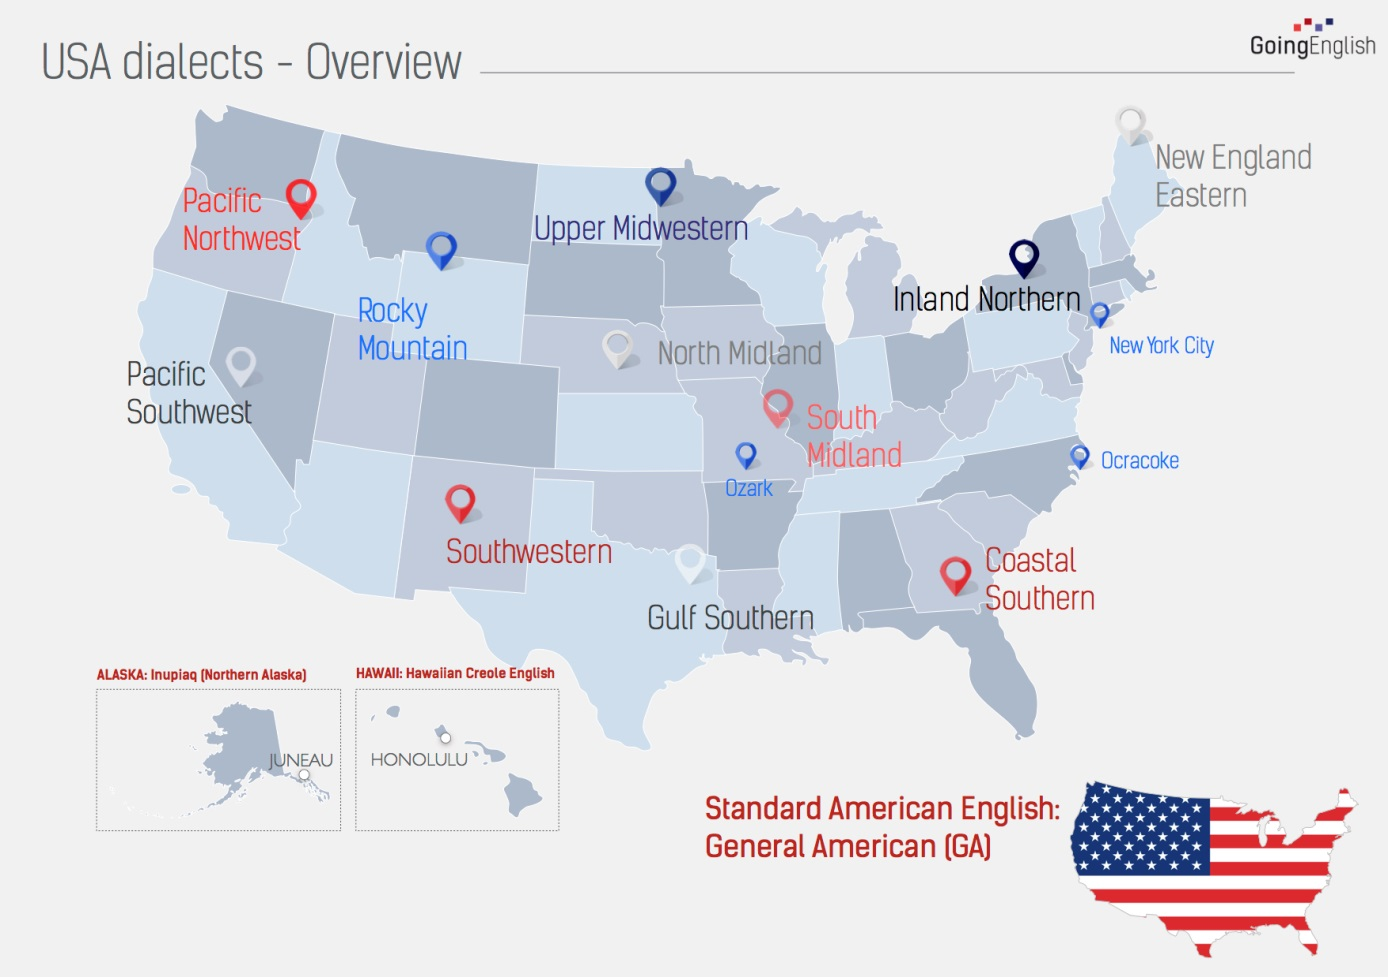 USA dialects - Overview
GoingEnglish
New England
Eastern
Pacific
Northwest
Upper Midwestern
Inland Northern
Rocky
Mountain
North Midland
New York City
Pacific
Southwest
South
Midland
Ozark
Ocracoke
Southwestern
Coastal
Southern
Gulf Southern
ALASKA: Inupiaq (Northern Alaska)
JUNEAU
HAWAII: Hawaiian Creole English
HONOLULU
Standard American English:
General American (GA)